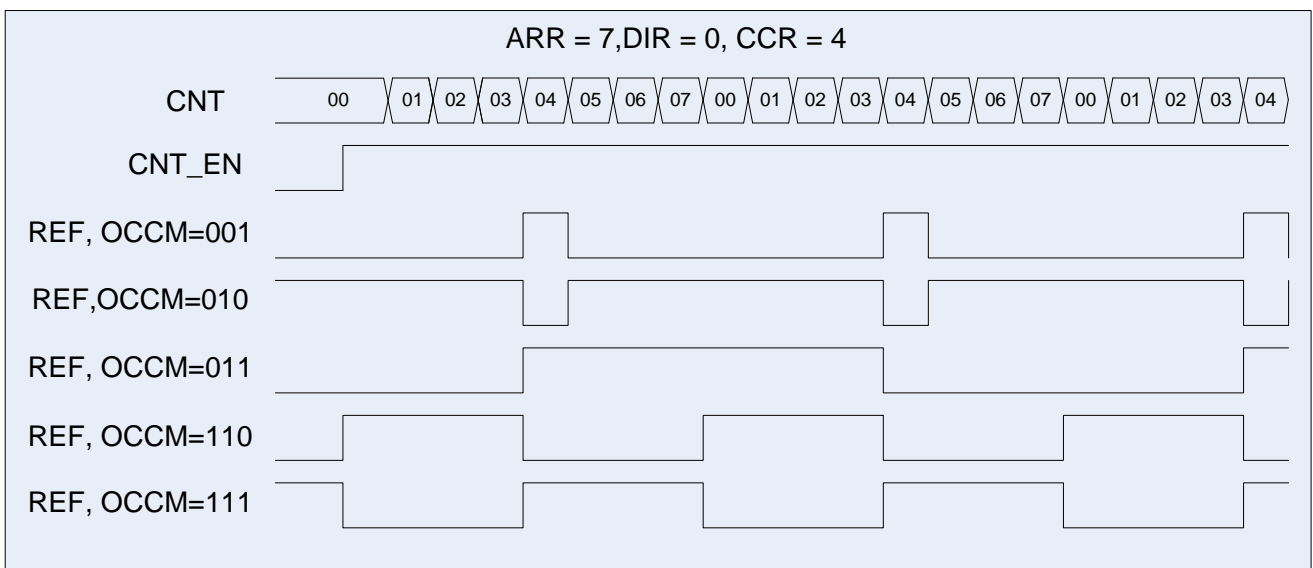 ARR = 7,DIR = 0, CCR = 4
CNT 00 01 02 03 04 05 06 07 00 01 02 03 04 05 06 07 00 01 02 03 04
CNT_EN
REF, OCCM=001
REF,OCCM=010
REF, OCCM=011
REF, OCCM=110
REF, OCCM=111